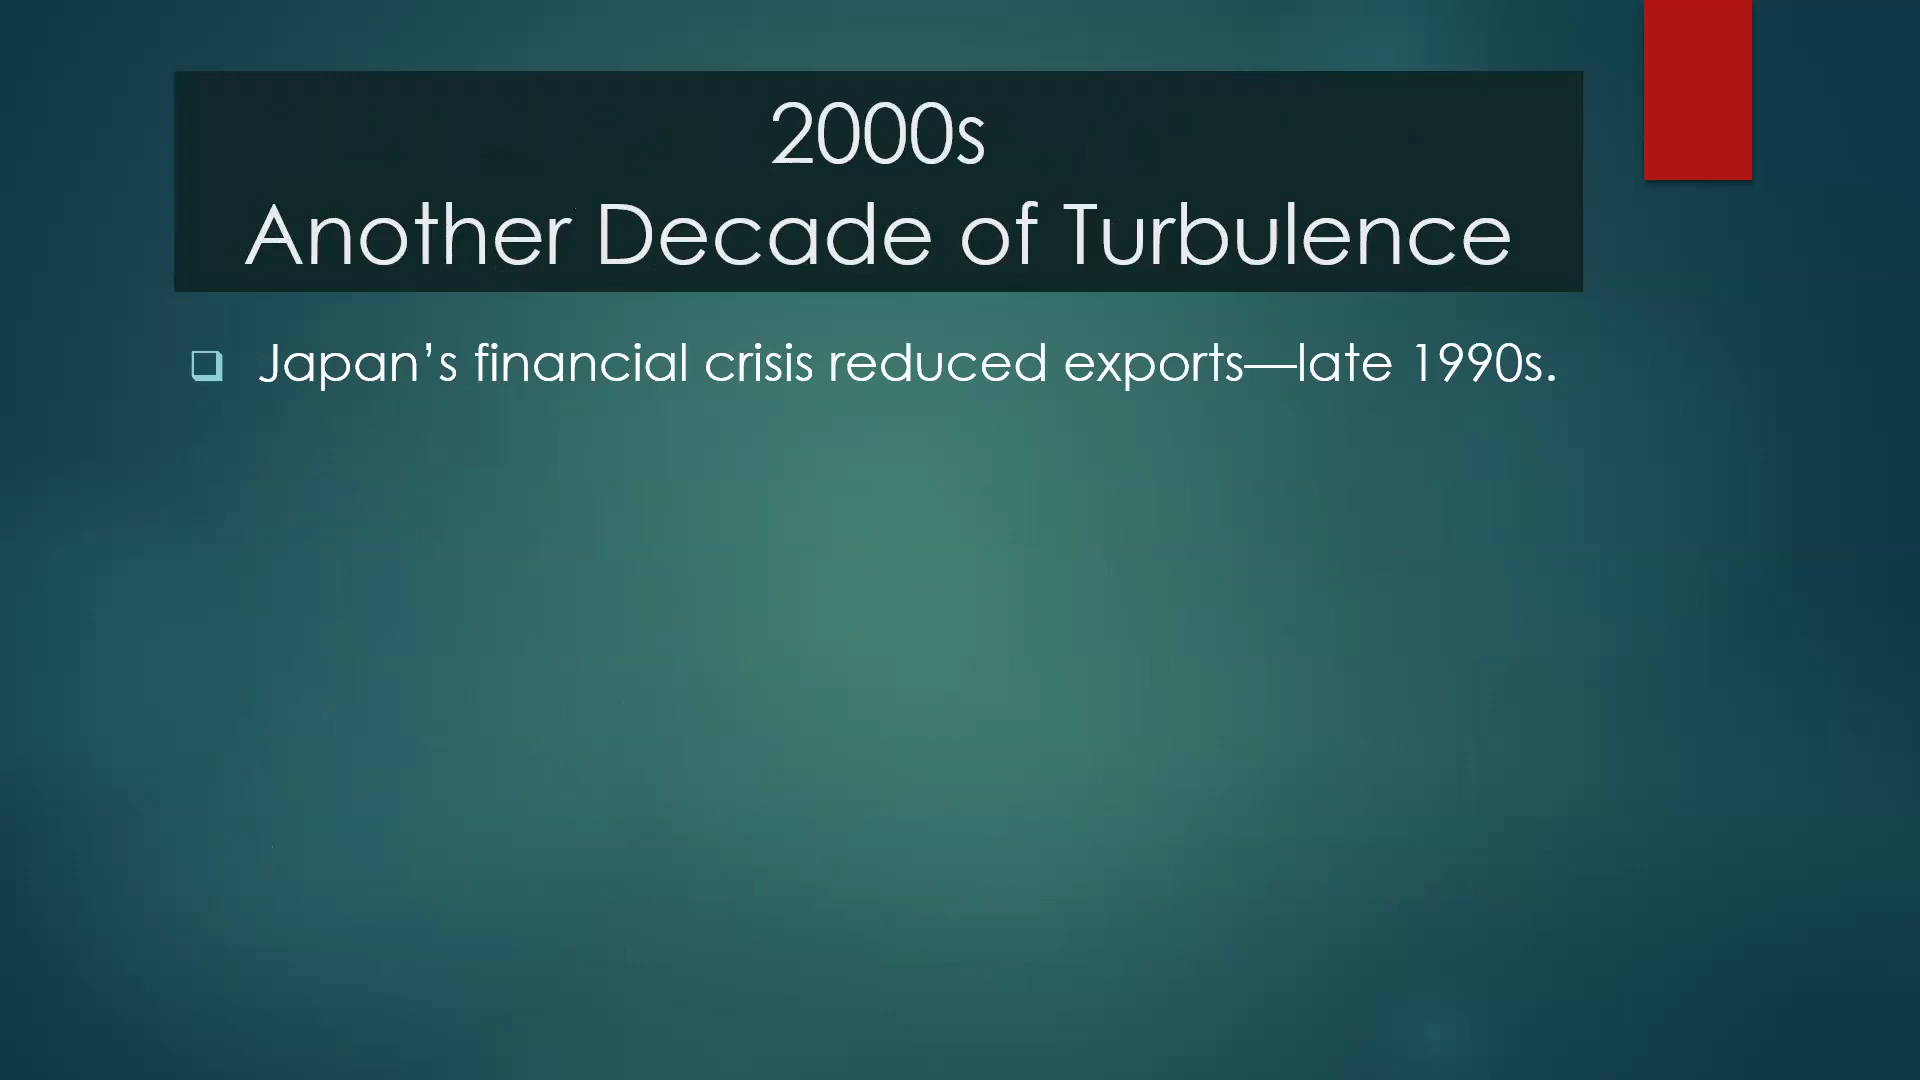 2000s
Another Decade of Turbulence
Japan’s financial crisis reduced exports—late 1990s.